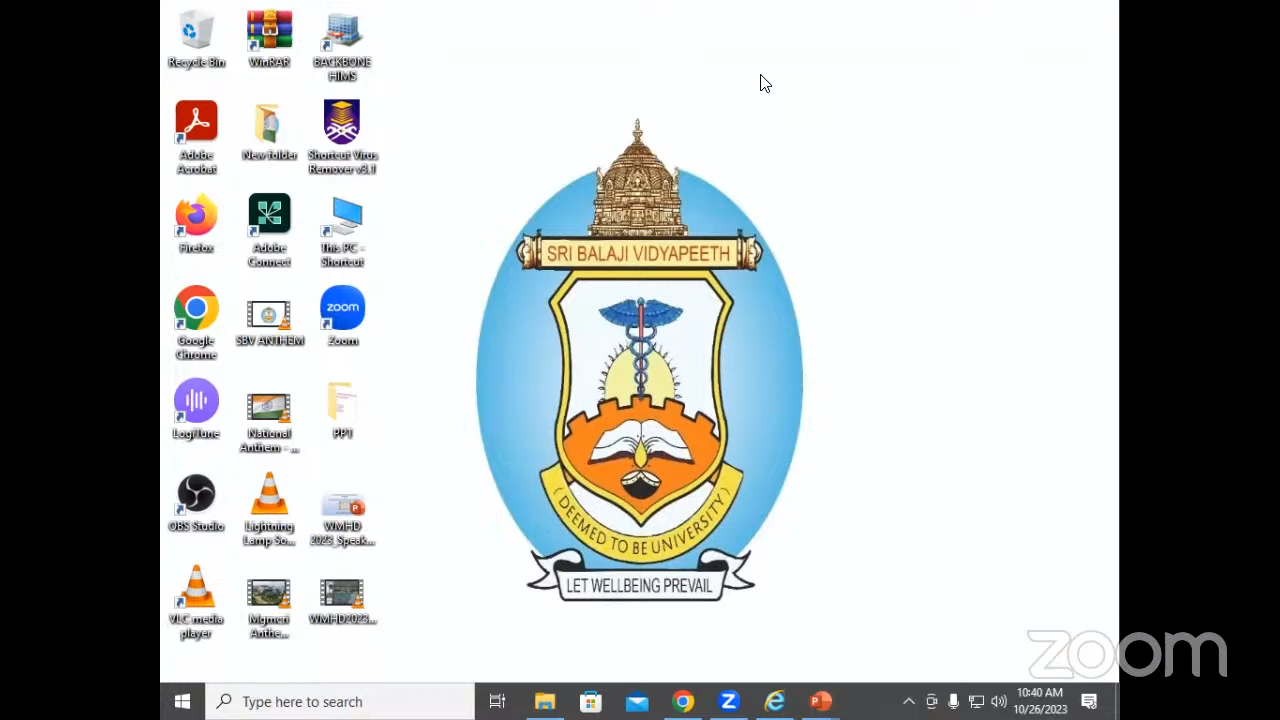 Recycle Bin
WinRAR
BACKBONE
HIMS
Adobe
Acrobat
New folder
Shortcut Virus
Remover v3.1
Firefox
Adobe
Connect
This PC -
Shortcut
Google
Chrome
SBV ANTHEM
zoom
Zoom
LogiTune
National
Anthem - ...
PPT
OBS Studio
Lightning
Lamp So...
WMHD
2023_Speak...
VLC media
player
Mgmcri
Anthe...
WMHD2023...
SRI BALAJI VIDYAPEETH
(DEEMED TO BE UNIVERSITY)
LET WELLBEING PREVAIL
zoom
Type here to search
10:40 AM
10/26/2023